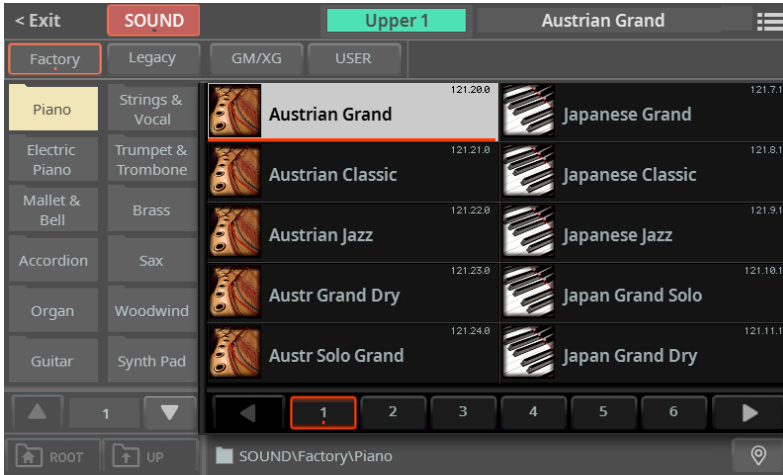 < Exit
SOUND
Upper 1
Austrian Grand
Factory
Legacy
GM/XG
USER
Piano
Strings &
Vocal
Electric
Piano
Trumpet &
Trombone
Mallet &
Bell
Brass
Accordion
Sax
Organ
Woodwind
Guitar
Synth Pad
1
Austrian Grand
121.20.0
Japanese Grand
121.7.1
Austrian Classic
121.21.0
Japanese Classic
121.8.1
Austrian Jazz
121.22.0
Japanese Jazz
121.9.1
Austr Grand Dry
121.23.0
Japan Grand Solo
121.10.1
Austr Solo Grand
121.24.0
Japan Grand Dry
121.11.1
1
2
3
4
5
6
ROOT
UP
SOUND\Factory\Piano